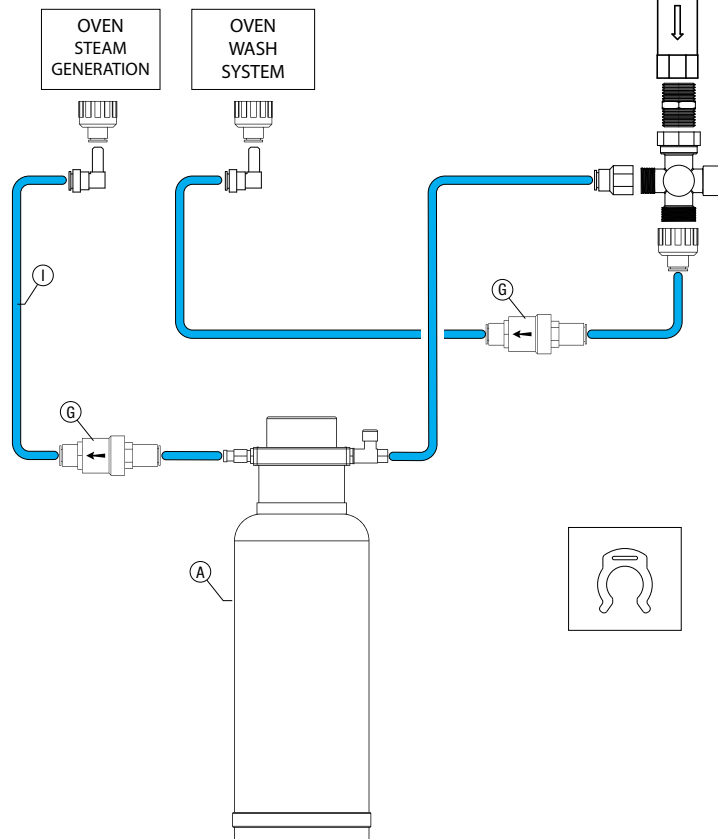 OVEN
STEAM
GENERATION
OVEN
WASH
SYSTEM
I
G
G
A